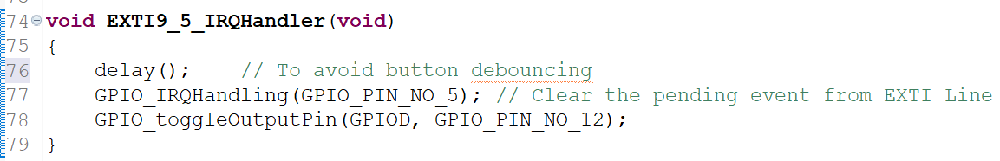 74 void EXTI9_5_IRQHandler(void)
75 {
76     delay();    // To avoid button debouncing
77     GPIO_IRQHandling(GPIO_PIN_NO_5); // Clear the pending event from EXTI Line
78     GPIO_toggleOutputPin(GPIOD, GPIO_PIN_NO_12);
79 }